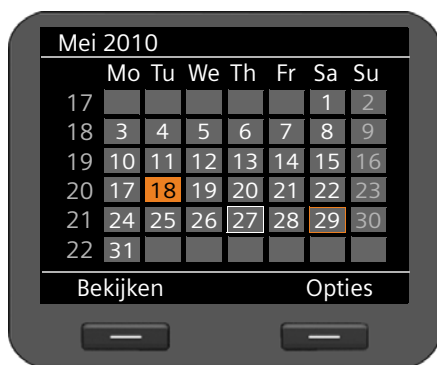 Mei 2010
Mo Tu We Th Fr Sa Su
17 1 2
18 3 4 5 6 7 8 9
19 10 11 12 13 14 15 16
20 17 18 19 20 21 22 23
21 24 25 26 27 28 29 30
22 31
Bekijken Opties